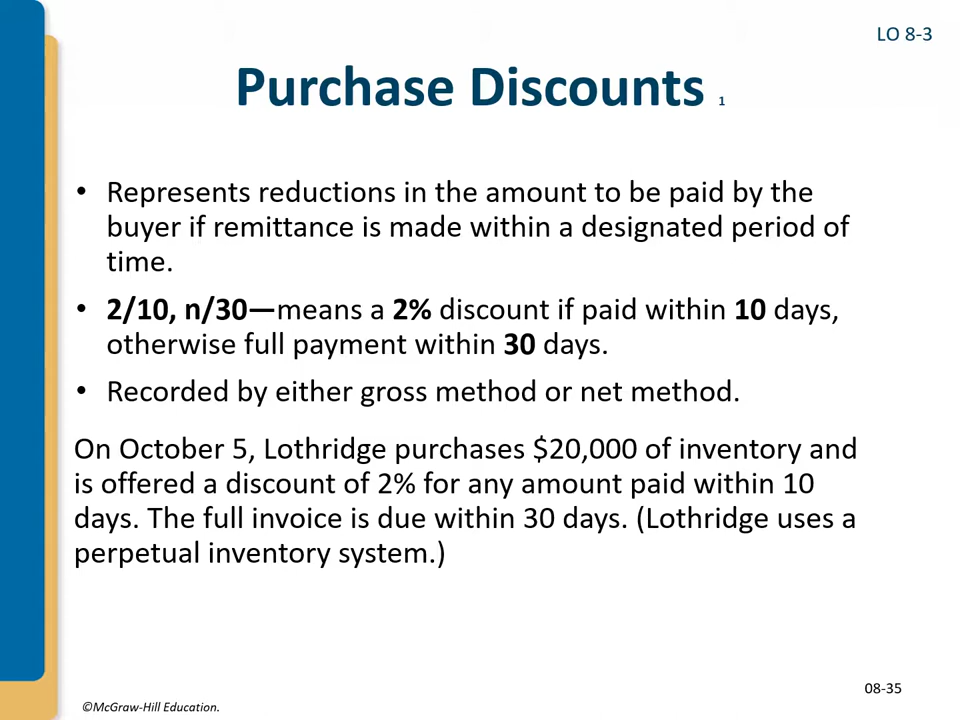 LO 8-3
Purchase Discounts 1
• Represents reductions in the amount to be paid by the
buyer if remittance is made within a designated period of
time.
• 2/10, n/30—means a 2% discount if paid within 10 days,
otherwise full payment within 30 days.
• Recorded by either gross method or net method.
On October 5, Lothridge purchases $20,000 of inventory and
is offered a discount of 2% for any amount paid within 10
days. The full invoice is due within 30 days. (Lothridge uses a
perpetual inventory system.)
08-35
©McGraw-Hill Education.